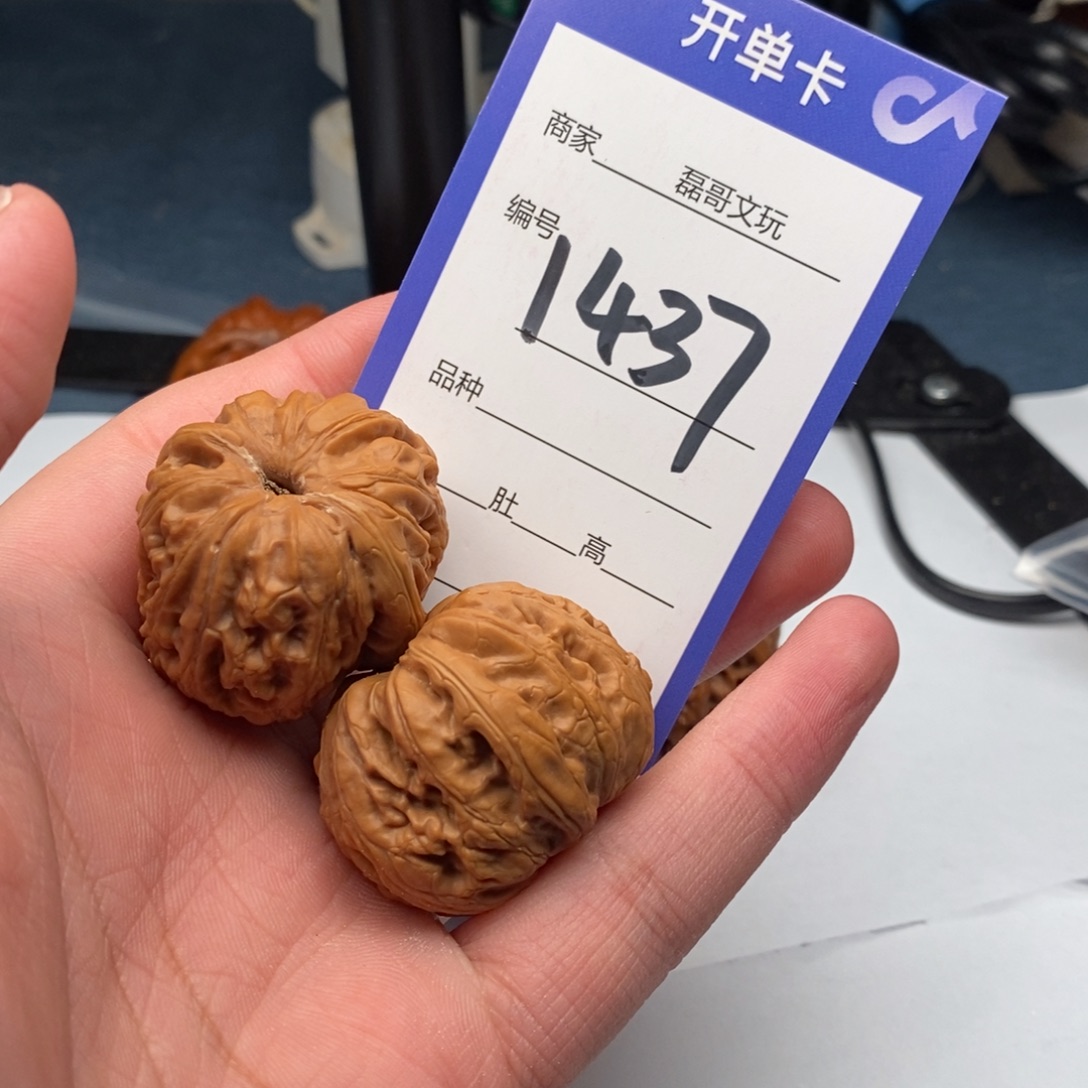 开单卡
商家 磊哥文玩
编号 1437
品种
肚 高